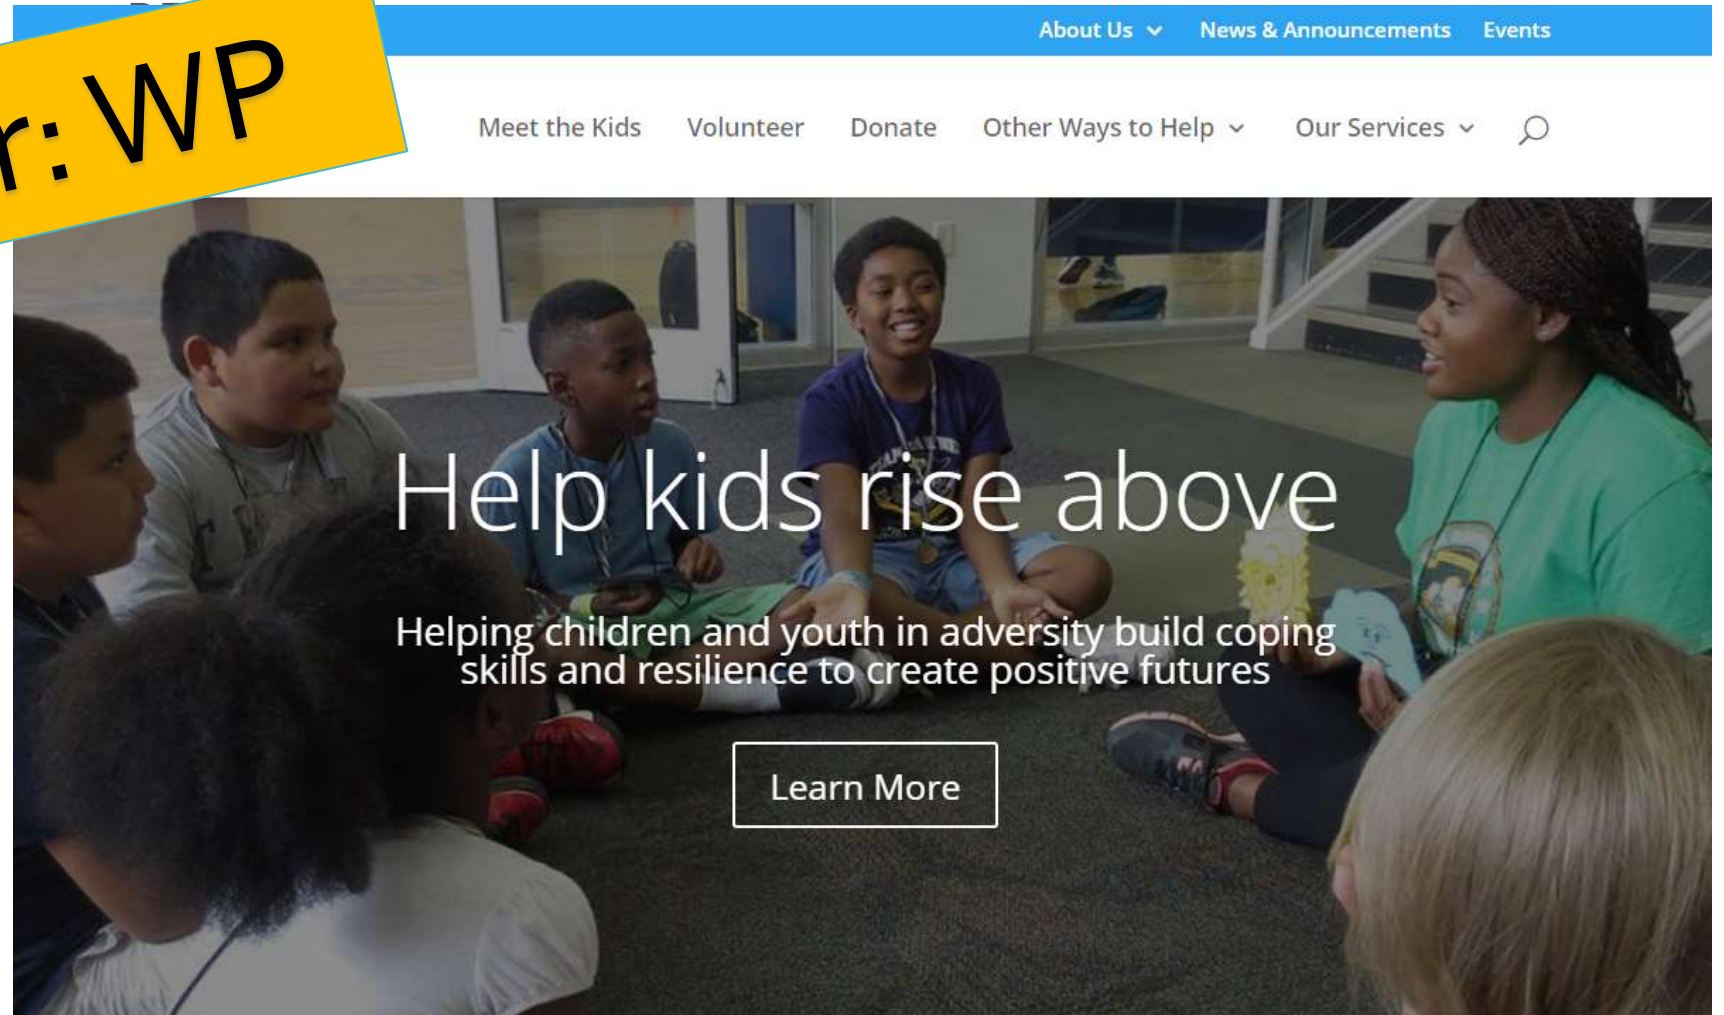 r: WP
About Us
News & Announcements
Events
Meet the Kids
Volunteer
Donate
Other Ways to Help
Our Services
Help kids rise above
Helping children and youth in adversity build coping
skills and resilience to create positive futures
Learn More